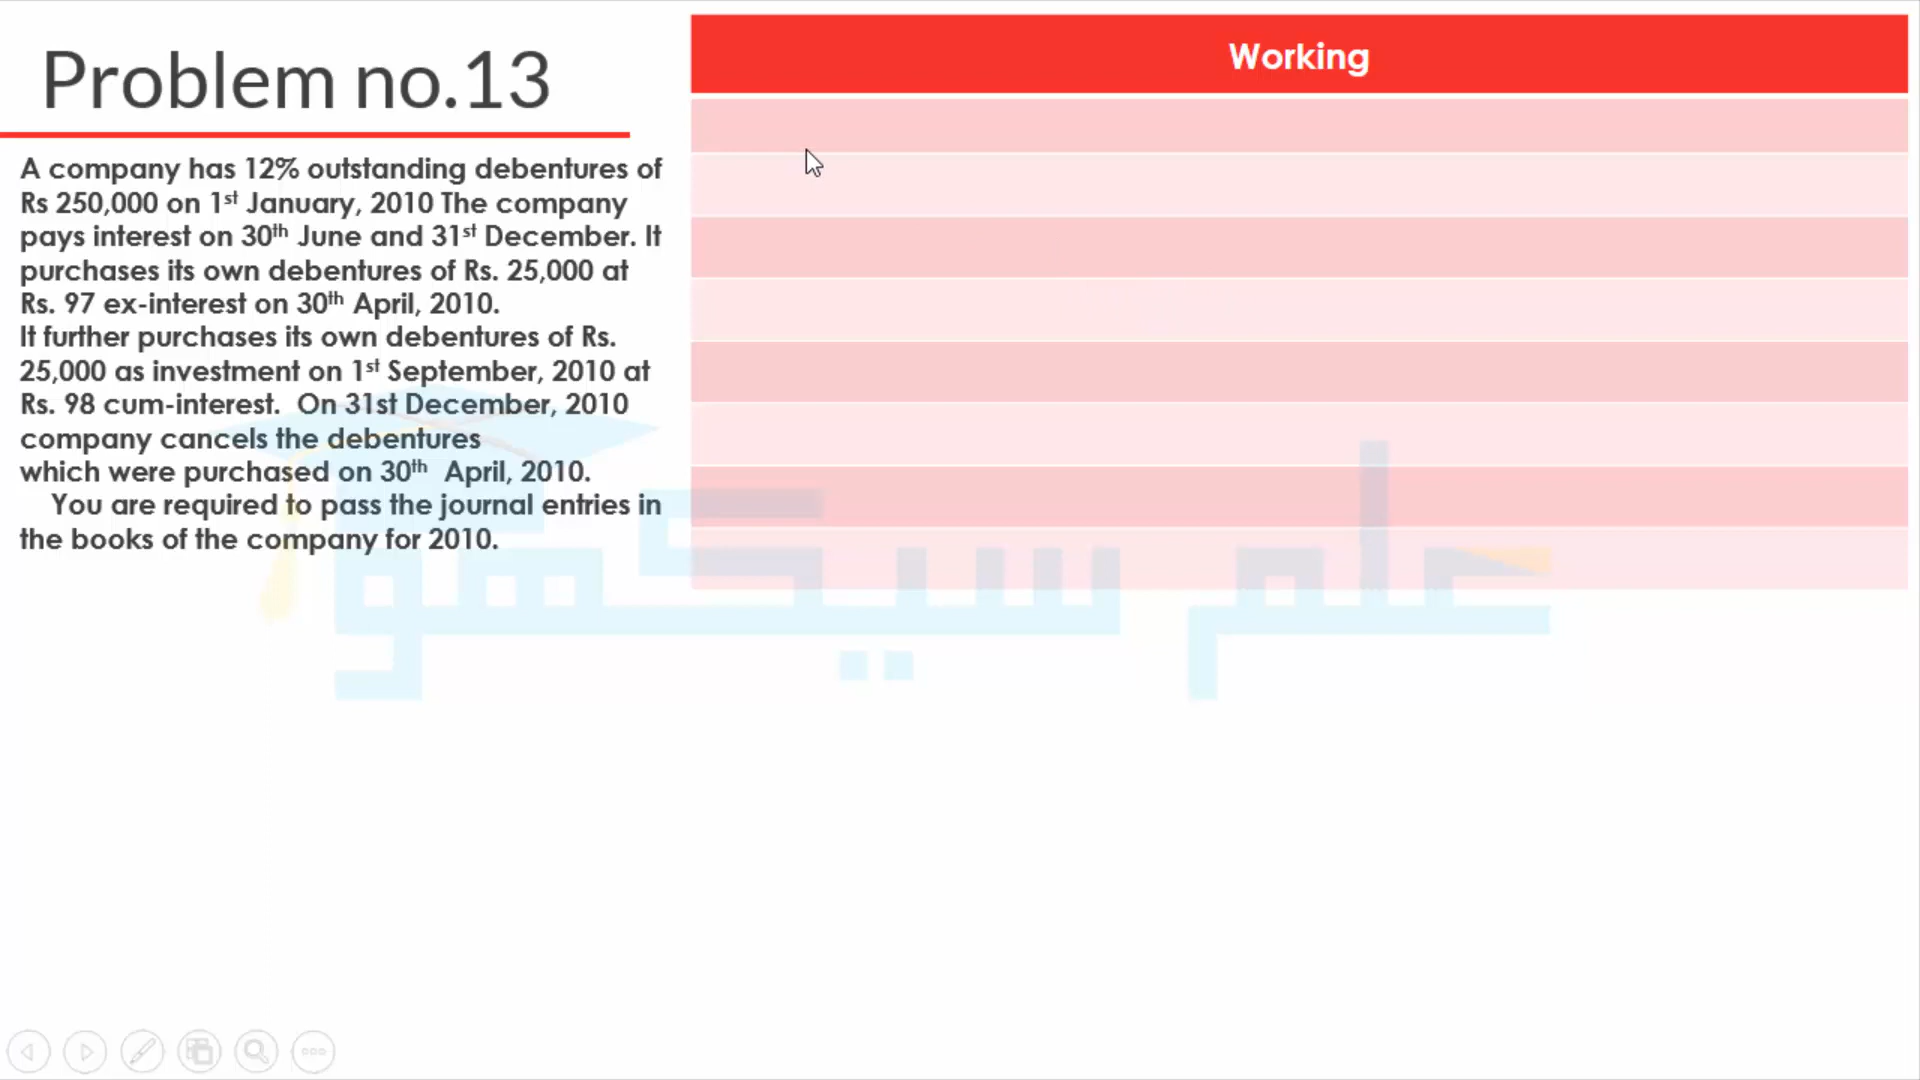 Problem no.13
A company has 12% outstanding debentures of
Rs 250,000 on 1st January, 2010 The company
pays interest on 30th June and 31st December. It
purchases its own debentures of Rs. 25,000 at
Rs. 97 ex-interest on 30th April, 2010.
It further purchases its own debentures of Rs.
25,000 as investment on 1st September, 2010 at
Rs. 98 cum-interest. On 31st December, 2010
company cancels the debentures
which were purchased on 30th April, 2010.
You are required to pass the journal entries in
the books of the company for 2010.
Working
علم سیکھو